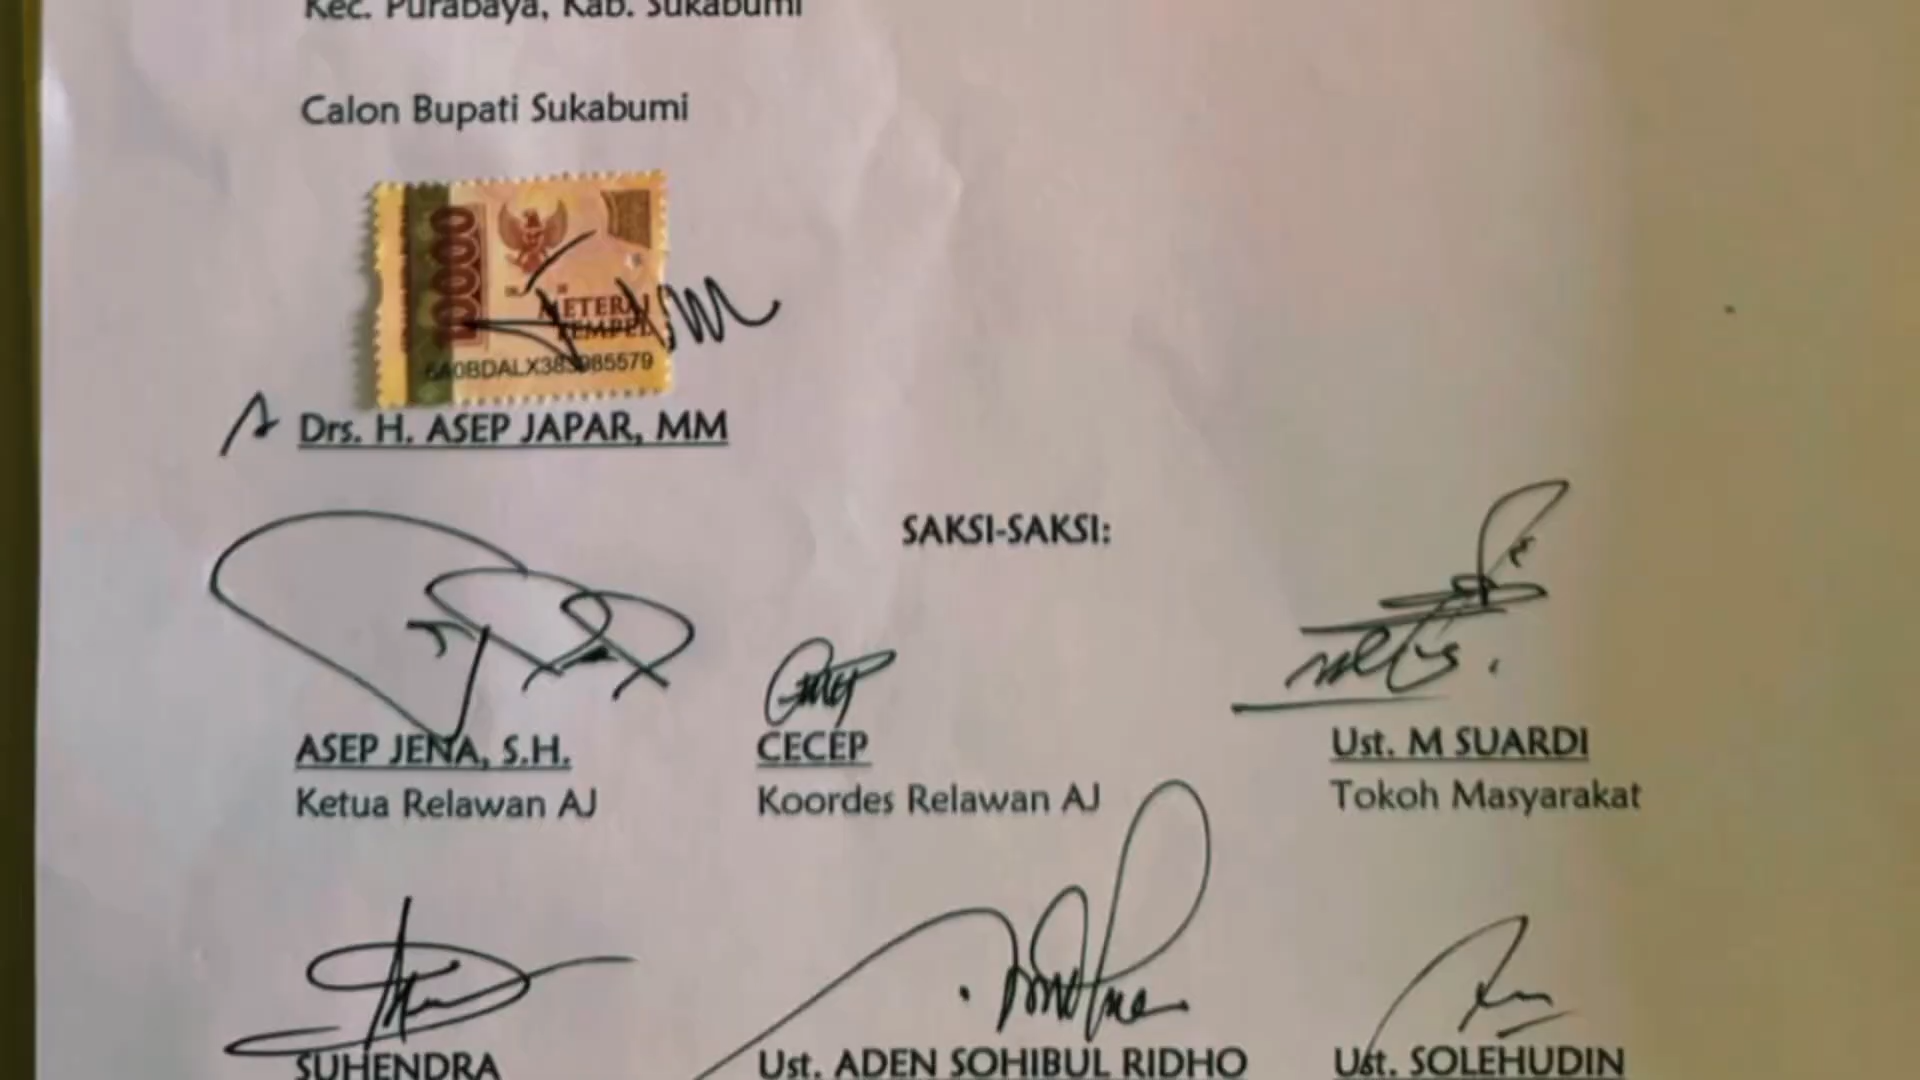 Kec. Purabaya, Kab. Sukabumi
Calon Bupati Sukabumi
10000
METERAI
TEMPEL
Drs. H. ASEP JAPAR, MM
SAKSI-SAKSI:
ASEP JENA, S.H. CECEP Ust. M SUARDI
Ketua Relawan AJ Koordes Relawan AJ Tokoh Masyarakat
SUHENDRA Ust. ADEN SOHIBUL RIDHO Ust. SOLEHUDIN